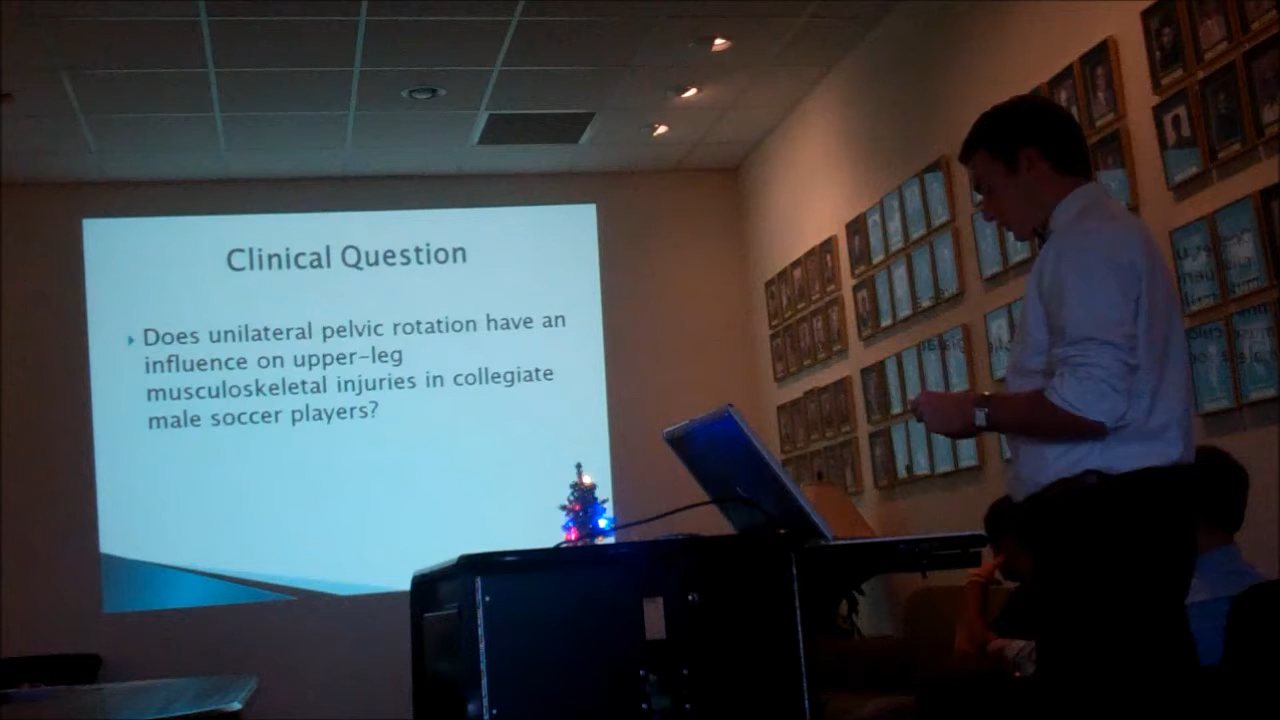 Clinical Question
Does unilateral pelvic rotation have an
influence on upper-leg
musculoskeletal injuries in collegiate
male soccer players?